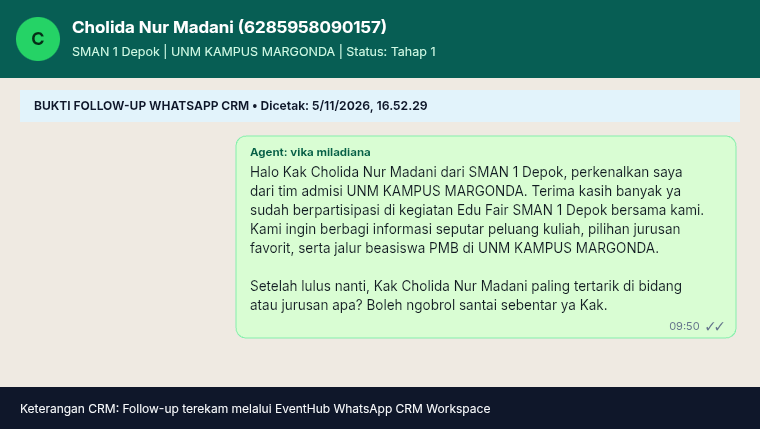 C
Cholida Nur Madani (6285958090157)
SMAN 1 Depok | UNM KAMPUS MARGONDA | Status: Tahap 1
BUKTI FOLLOW-UP WHATSAPP CRM • Dicetak: 5/11/2026, 16.52.29
Agent: vika miladiana
Halo Kak Cholida Nur Madani dari SMAN 1 Depok, perkenalkan saya
dari tim admisi UNM KAMPUS MARGONDA. Terima kasih banyak ya
sudah berpartisipasi di kegiatan Edu Fair SMAN 1 Depok bersama kami.
Kami ingin berbagi informasi seputar peluang kuliah, pilihan jurusan
favorit, serta jalur beasiswa PMB di UNM KAMPUS MARGONDA.
Setelah lulus nanti, Kak Cholida Nur Madani paling tertarik di bidang
atau jurusan apa? Boleh ngobrol santai sebentar ya Kak.
09:50 ✓✓
Keterangan CRM: Follow-up terekam melalui EventHub WhatsApp CRM Workspace